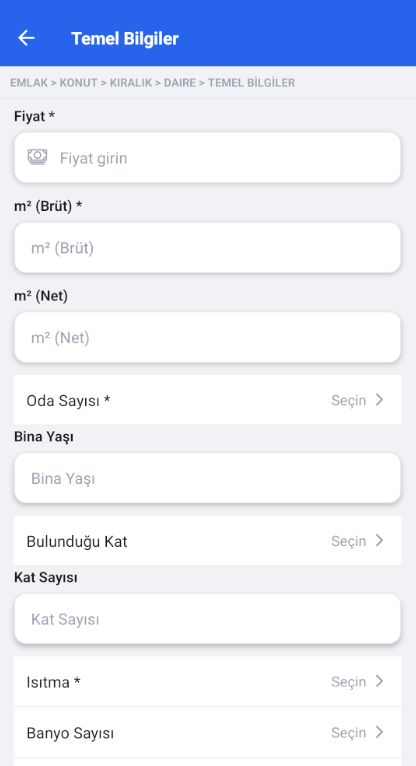 Temel Bilgiler
EMLAK > KONUT > KIRALIK > DAIRE > TEMEL BİLGİLER
Fiyat *
Fiyat girin
m² (Brüt) *
m² (Brüt)
m² (Net)
m² (Net)
Oda Sayısı * Seçin
Bina Yaşı
Bina Yaşı
Bulunduğu Kat Seçin
Kat Sayısı
Kat Sayısı
Isıtma * Seçin
Banyo Sayısı Seçin